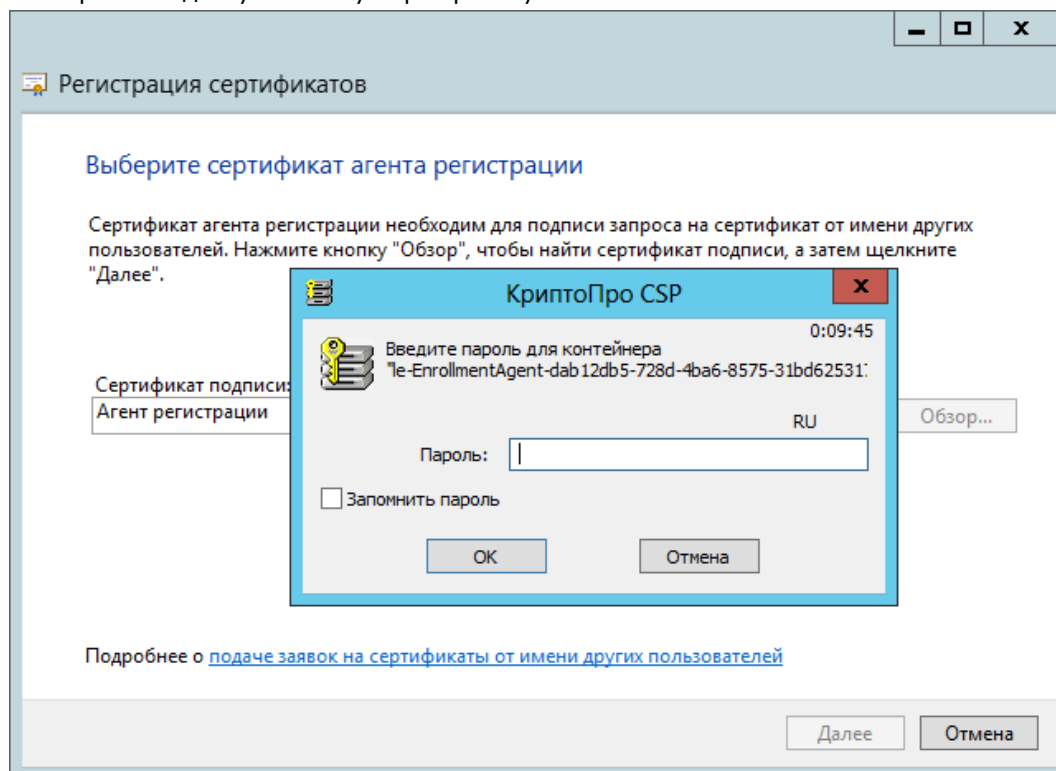 Регистрация сертификатов
Выберите сертификат агента регистрации
Сертификат агента регистрации необходим для подписи запроса на сертификат от имени других
пользователей. Нажмите кнопку "Обзор", чтобы найти сертификат подписи, а затем щелкните
"Далее".
КриптоПро CSP
0:09:45
Введите пароль для контейнера
"le-EnrollmentAgent-dab12db5-728d-4ba6-8575-31bd62531
Сертификат подписи:
Агент регистрации
RU
Обзор...
Пароль:
Запомнить пароль
OK
Отмена
Подробнее о подаче заявок на сертификаты от имени других пользователей
Далее
Отмена